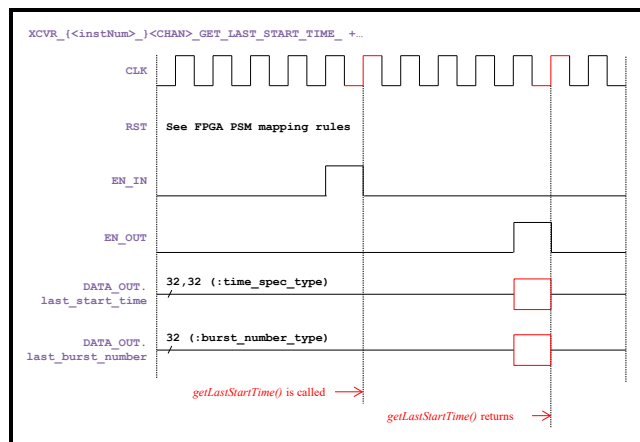 XCVR_{<instNum>_}<CHAN>_GET_LAST_START_TIME_ +…
CLK
RST See FPGA PSM mapping rules
EN_IN
EN_OUT
32,32 (:time_spec_type)
DATA_OUT.
last_start_time
32 (:burst_number_type)
DATA_OUT.
last_burst_number
getLastStartTime() is called
getLastStartTime() returns